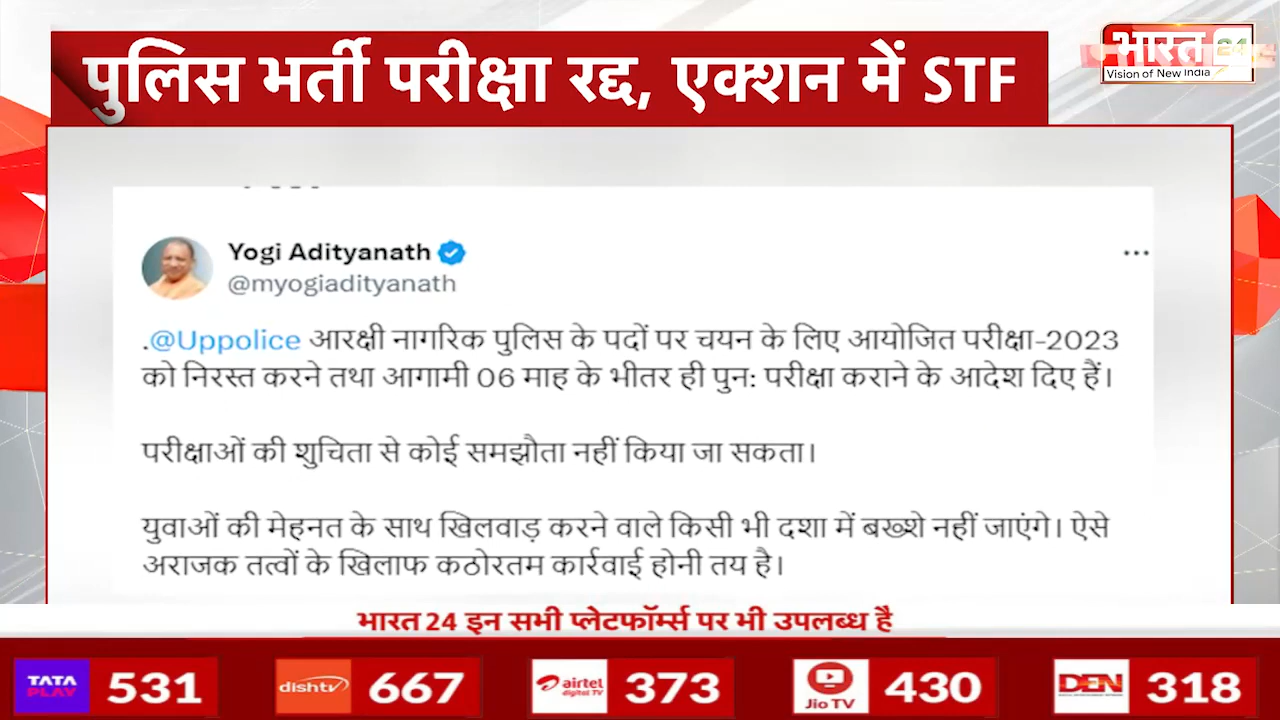 पुलिस भर्ती परीक्षा रद्द, एक्शन में STF
भारत 24
Vision of New India
Yogi Adityanath
@myogiadityanath
.@Uppolice आरक्षी नागरिक पुलिस के पदों पर चयन के लिए आयोजित परीक्षा-2023
को निरस्त करने तथा आगामी 06 माह के भीतर ही पुन: परीक्षा कराने के आदेश दिए हैं।
परीक्षाओं की शुचिता से कोई समझौता नहीं किया जा सकता।
युवाओं की मेहनत के साथ खिलवाड़ करने वाले किसी भी दशा में बख्शे नहीं जाएंगे। ऐसे
अराजक तत्वों के खिलाफ कठोरतम कार्रवाई होनी तय है।
भारत 24 इन सभी प्लेटफॉर्म्स पर भी उपलब्ध है
TATA PLAY 531 dishtv 667 airtel digital TV 373 JioTV 430 DEN 318